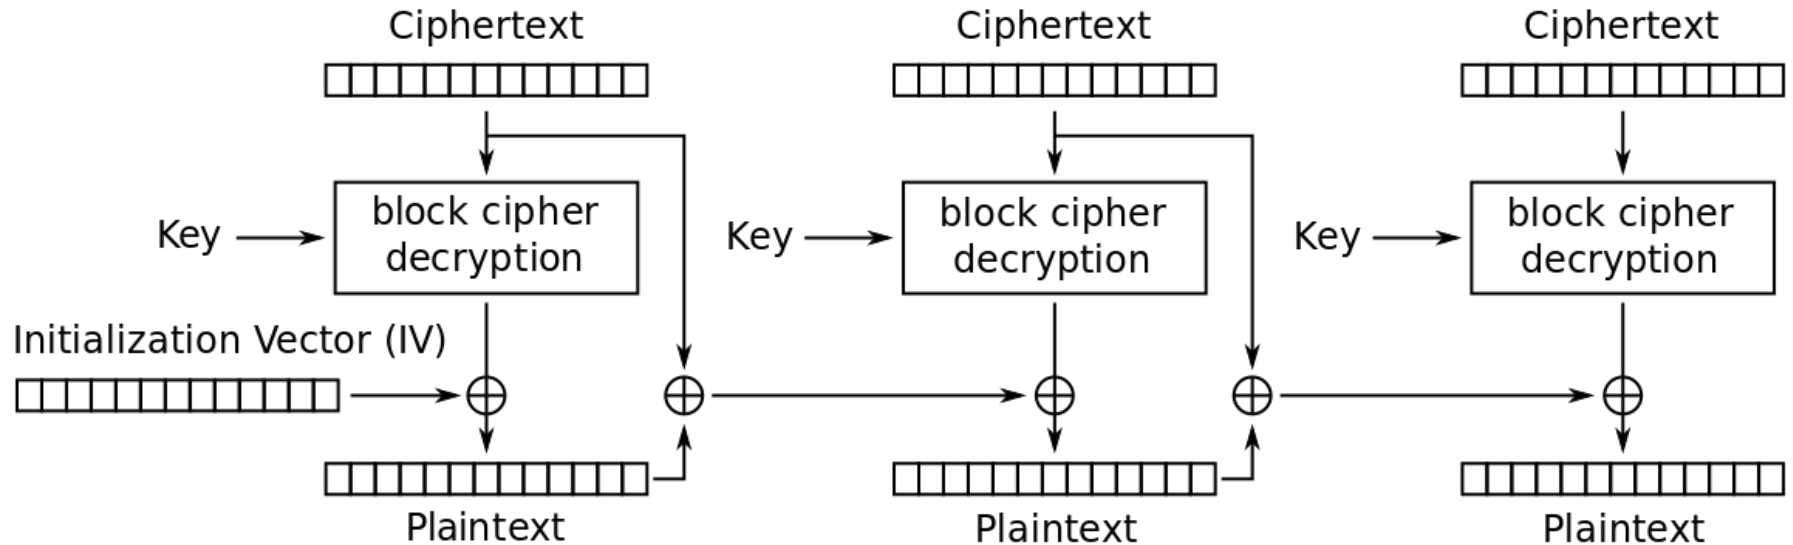 Ciphertext
Ciphertext
Ciphertext
Key
block cipher
decryption
Key
block cipher
decryption
Key
block cipher
decryption
Initialization Vector (IV)
Plaintext
Plaintext
Plaintext